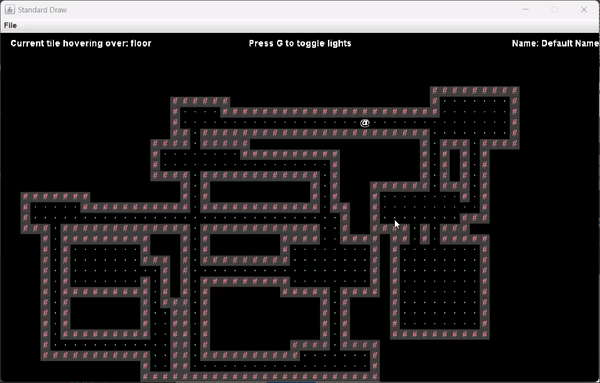 Standard Draw
File
Current tile hovering over: floor Press G to toggle lights Name: Default Name
@